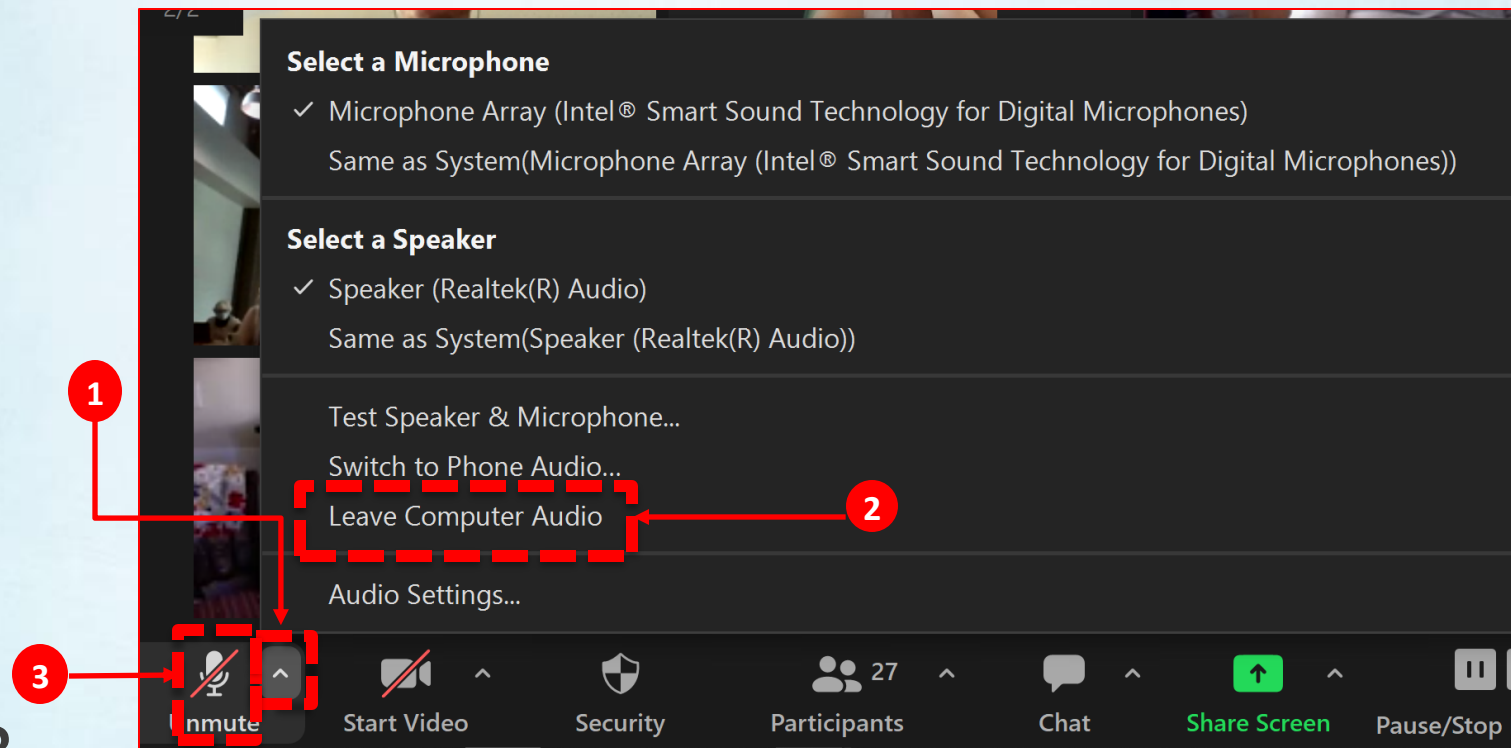 2/2
Select a Microphone
✓ Microphone Array (Intel® Smart Sound Technology for Digital Microphones)
Same as System(Microphone Array (Intel® Smart Sound Technology for Digital Microphones))
Select a Speaker
✓ Speaker (Realtek(R) Audio)
Same as System(Speaker (Realtek(R) Audio))
1
Test Speaker & Microphone...
Switch to Phone Audio...
Leave Computer Audio
2
Audio Settings...
3
27
Unmute Start Video Security Participants Chat Share Screen Pause/Stop